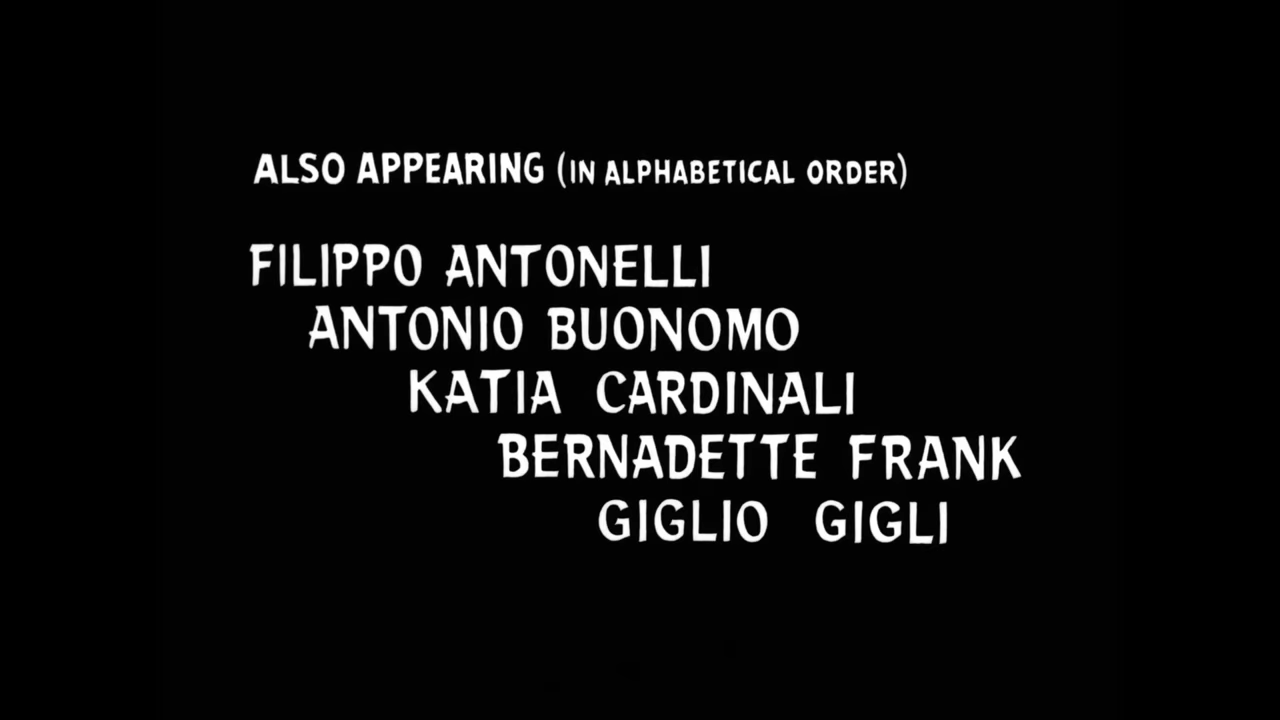 ALSO APPEARING (IN ALPHABETICAL ORDER)
FILIPPO ANTONELLI
ANTONIO BUONOMO
KATIA CARDINALI
BERNADETTE FRANK
GIGLIO GIGLI